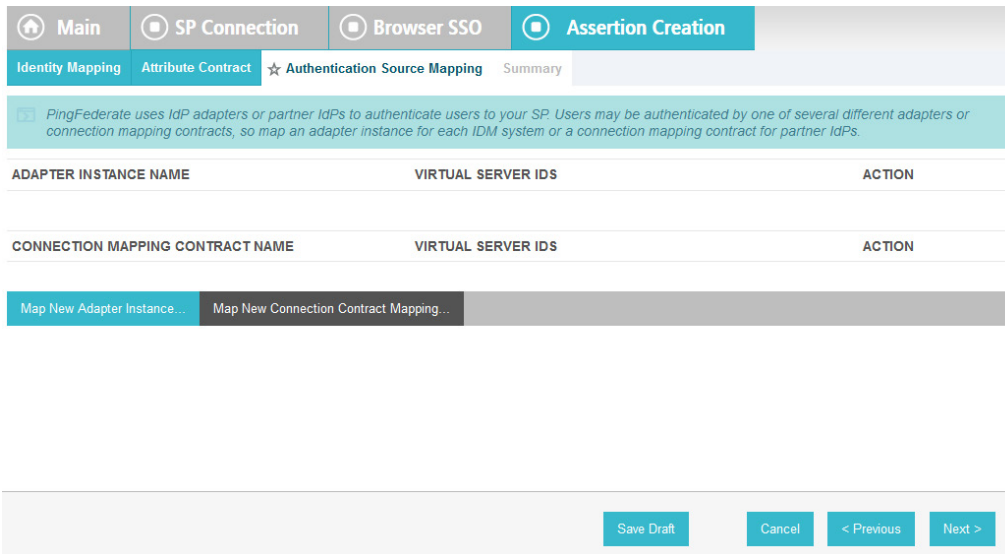 Main SP Connection Browser SSO Assertion Creation
Identity Mapping Attribute Contract Authentication Source Mapping Summary
PingFederate uses IdP adapters or partner IdPs to authenticate users to your SP. Users may be authenticated by one of several different adapters or
connection mapping contracts, so map an adapter instance for each IDM system or a connection mapping contract for partner IdPs.
ADAPTER INSTANCE NAME VIRTUAL SERVER IDS ACTION
CONNECTION MAPPING CONTRACT NAME VIRTUAL SERVER IDS ACTION
Map New Adapter Instance... Map New Connection Contract Mapping...
Save Draft Cancel < Previous Next >